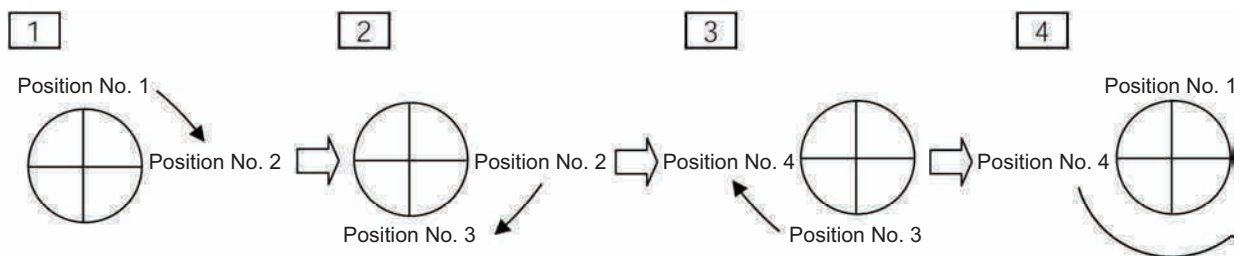 1
2
3
4
Position No. 1
Position No. 2
Position No. 2
Position No. 3
Position No. 4
Position No. 3
Position No. 1
Position No. 4